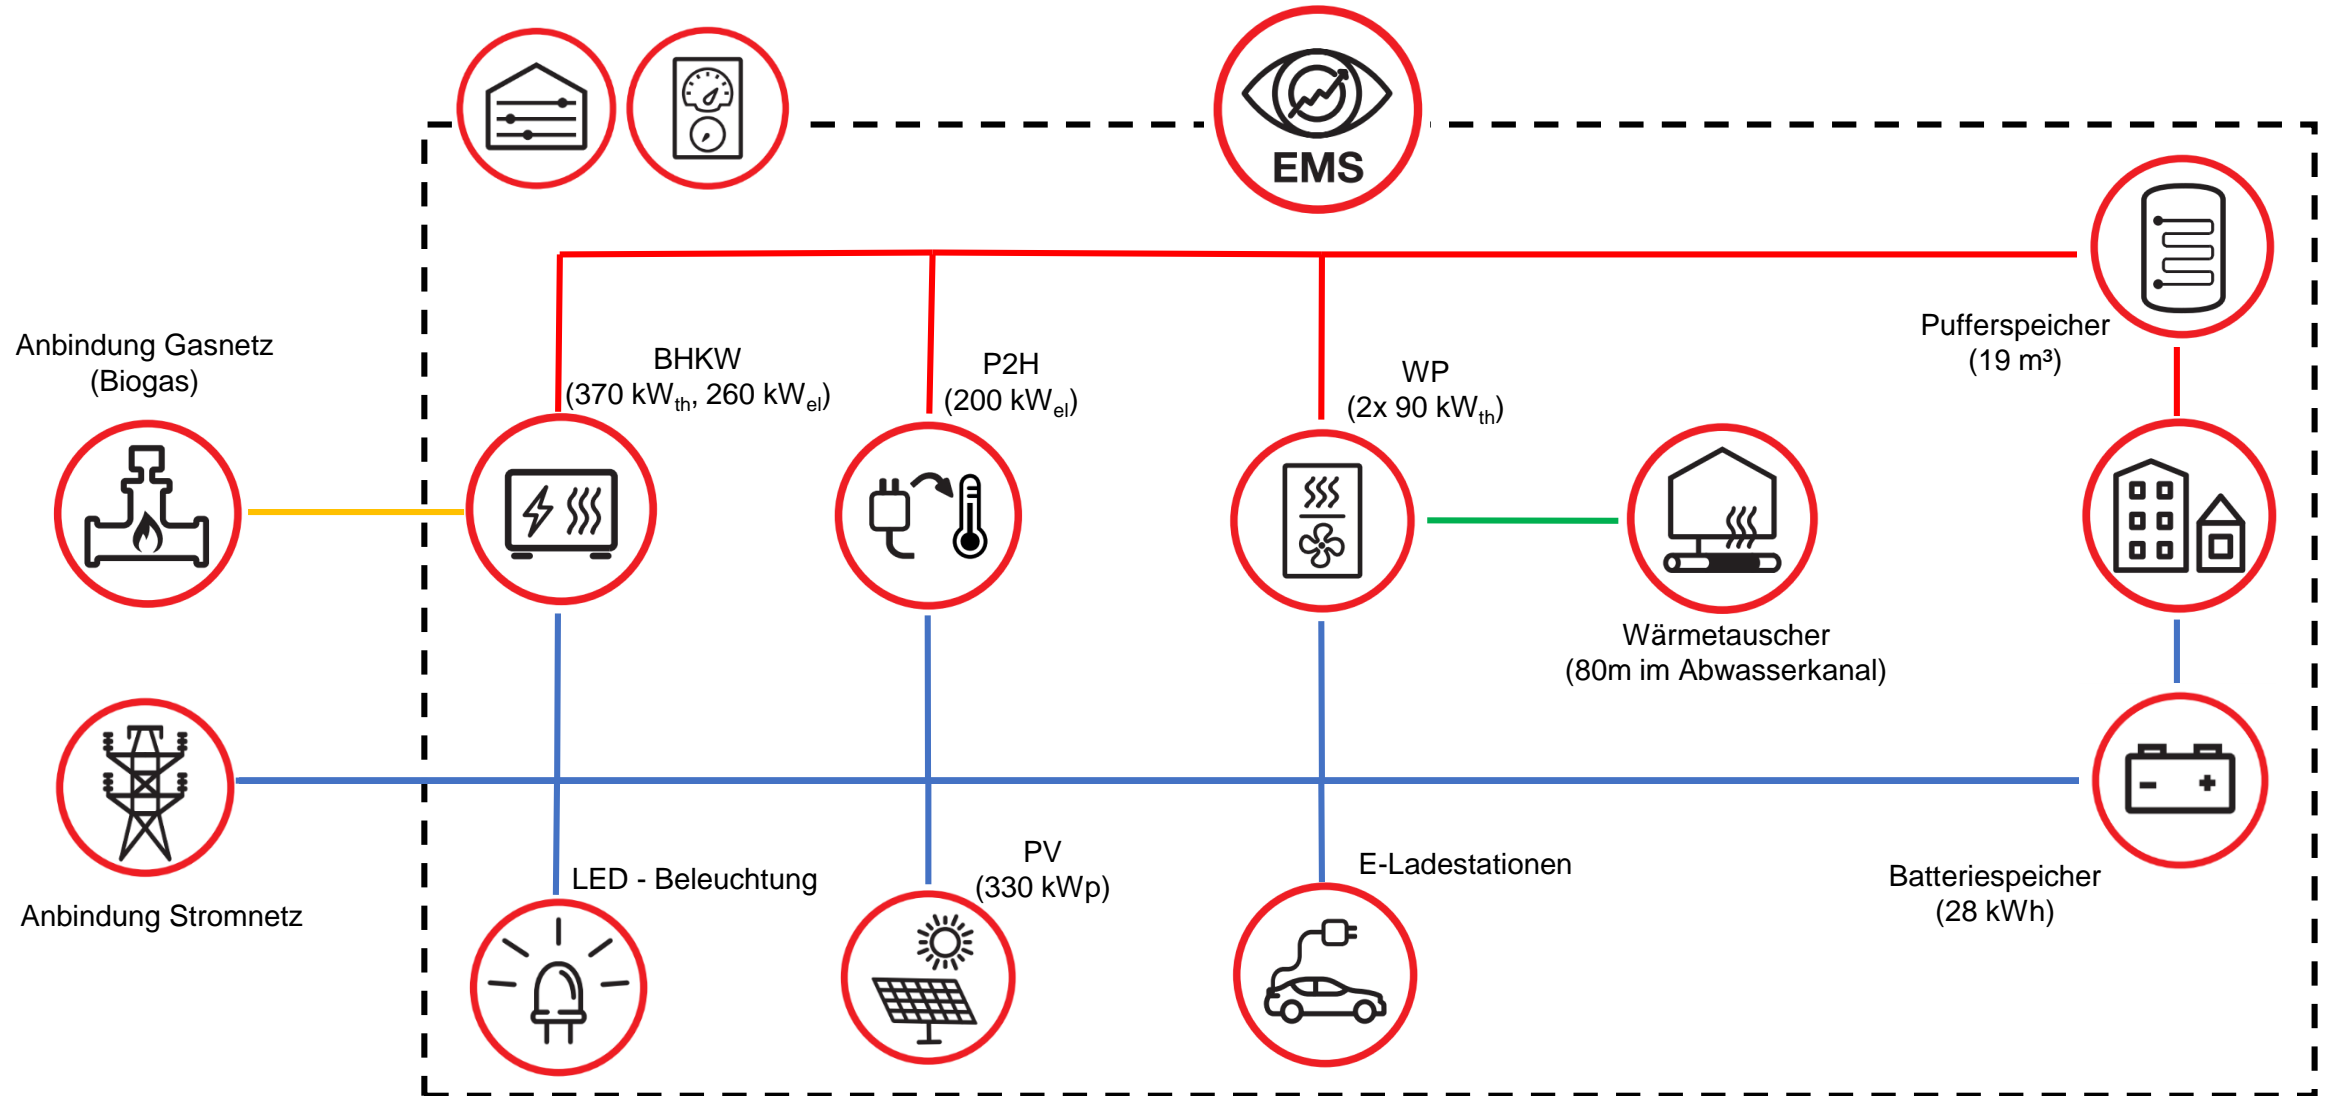 EMS
Pufferspeicher
(19 m³)
Anbindung Gasnetz
(Biogas)
BHKW
(370 kWth, 260 kWel)
P2H
(200 kWel)
WP
(2x 90 kWth)
Wärmetauscher
(80m im Abwasserkanal)
Anbindung Stromnetz
LED - Beleuchtung
PV
(330 kWp)
E-Ladestationen
Batteriespeicher
(28 kWh)